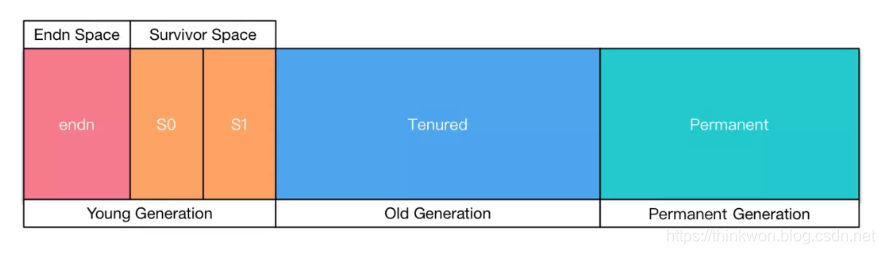 Endn Space Survivor Space
endn S0 S1 Tenured Permanent
Young Generation Old Generation Permanent Generation
https://thinkwon.blog.csdn.net